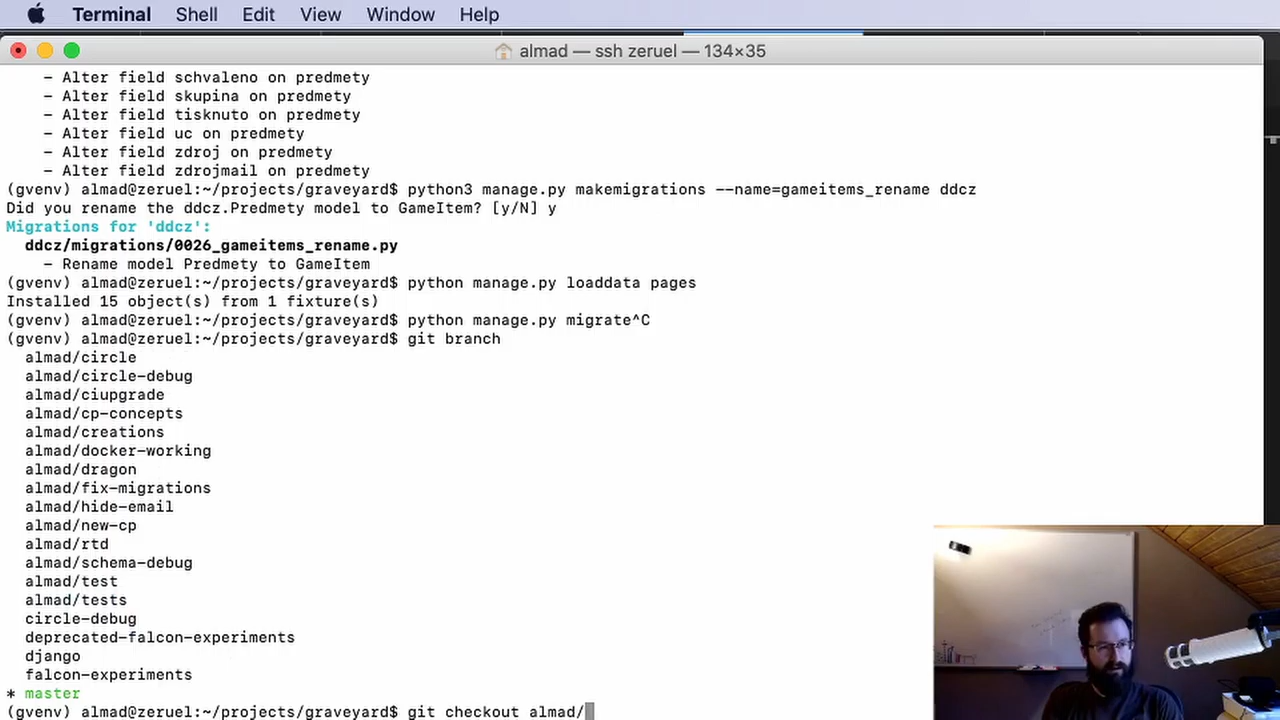 Terminal Shell Edit View Window Help
almad — ssh zeruel — 134×35
– Alter field schvaleno on predmety
– Alter field skupina on predmety
– Alter field tisknuto on predmety
– Alter field uc on predmety
– Alter field zdroj on predmety
– Alter field zdrojmail on predmety
(gvenv) almad@zeruel:~/projects/graveyard$ python3 manage.py makemigrations --name=gameitems_rename ddcz
Did you rename the ddcz.Predmety model to GameItem? [y/N] y
Migrations for 'ddcz':
ddcz/migrations/0026_gameitems_rename.py
– Rename model Predmety to GameItem
(gvenv) almad@zeruel:~/projects/graveyard$ python manage.py loaddata pages
Installed 15 object(s) from 1 fixture(s)
(gvenv) almad@zeruel:~/projects/graveyard$ python manage.py migrate^C
(gvenv) almad@zeruel:~/projects/graveyard$ git branch
almad/circle
almad/circle-debug
almad/ciupgrade
almad/cp-concepts
almad/creations
almad/docker-working
almad/dragon
almad/fix-migrations
almad/hide-email
almad/new-cp
almad/rtd
almad/schema-debug
almad/test
almad/tests
circle-debug
deprecated-falcon-experiments
django
falcon-experiments
* master
(gvenv) almad@zeruel:~/projects/graveyard$ git checkout almad/